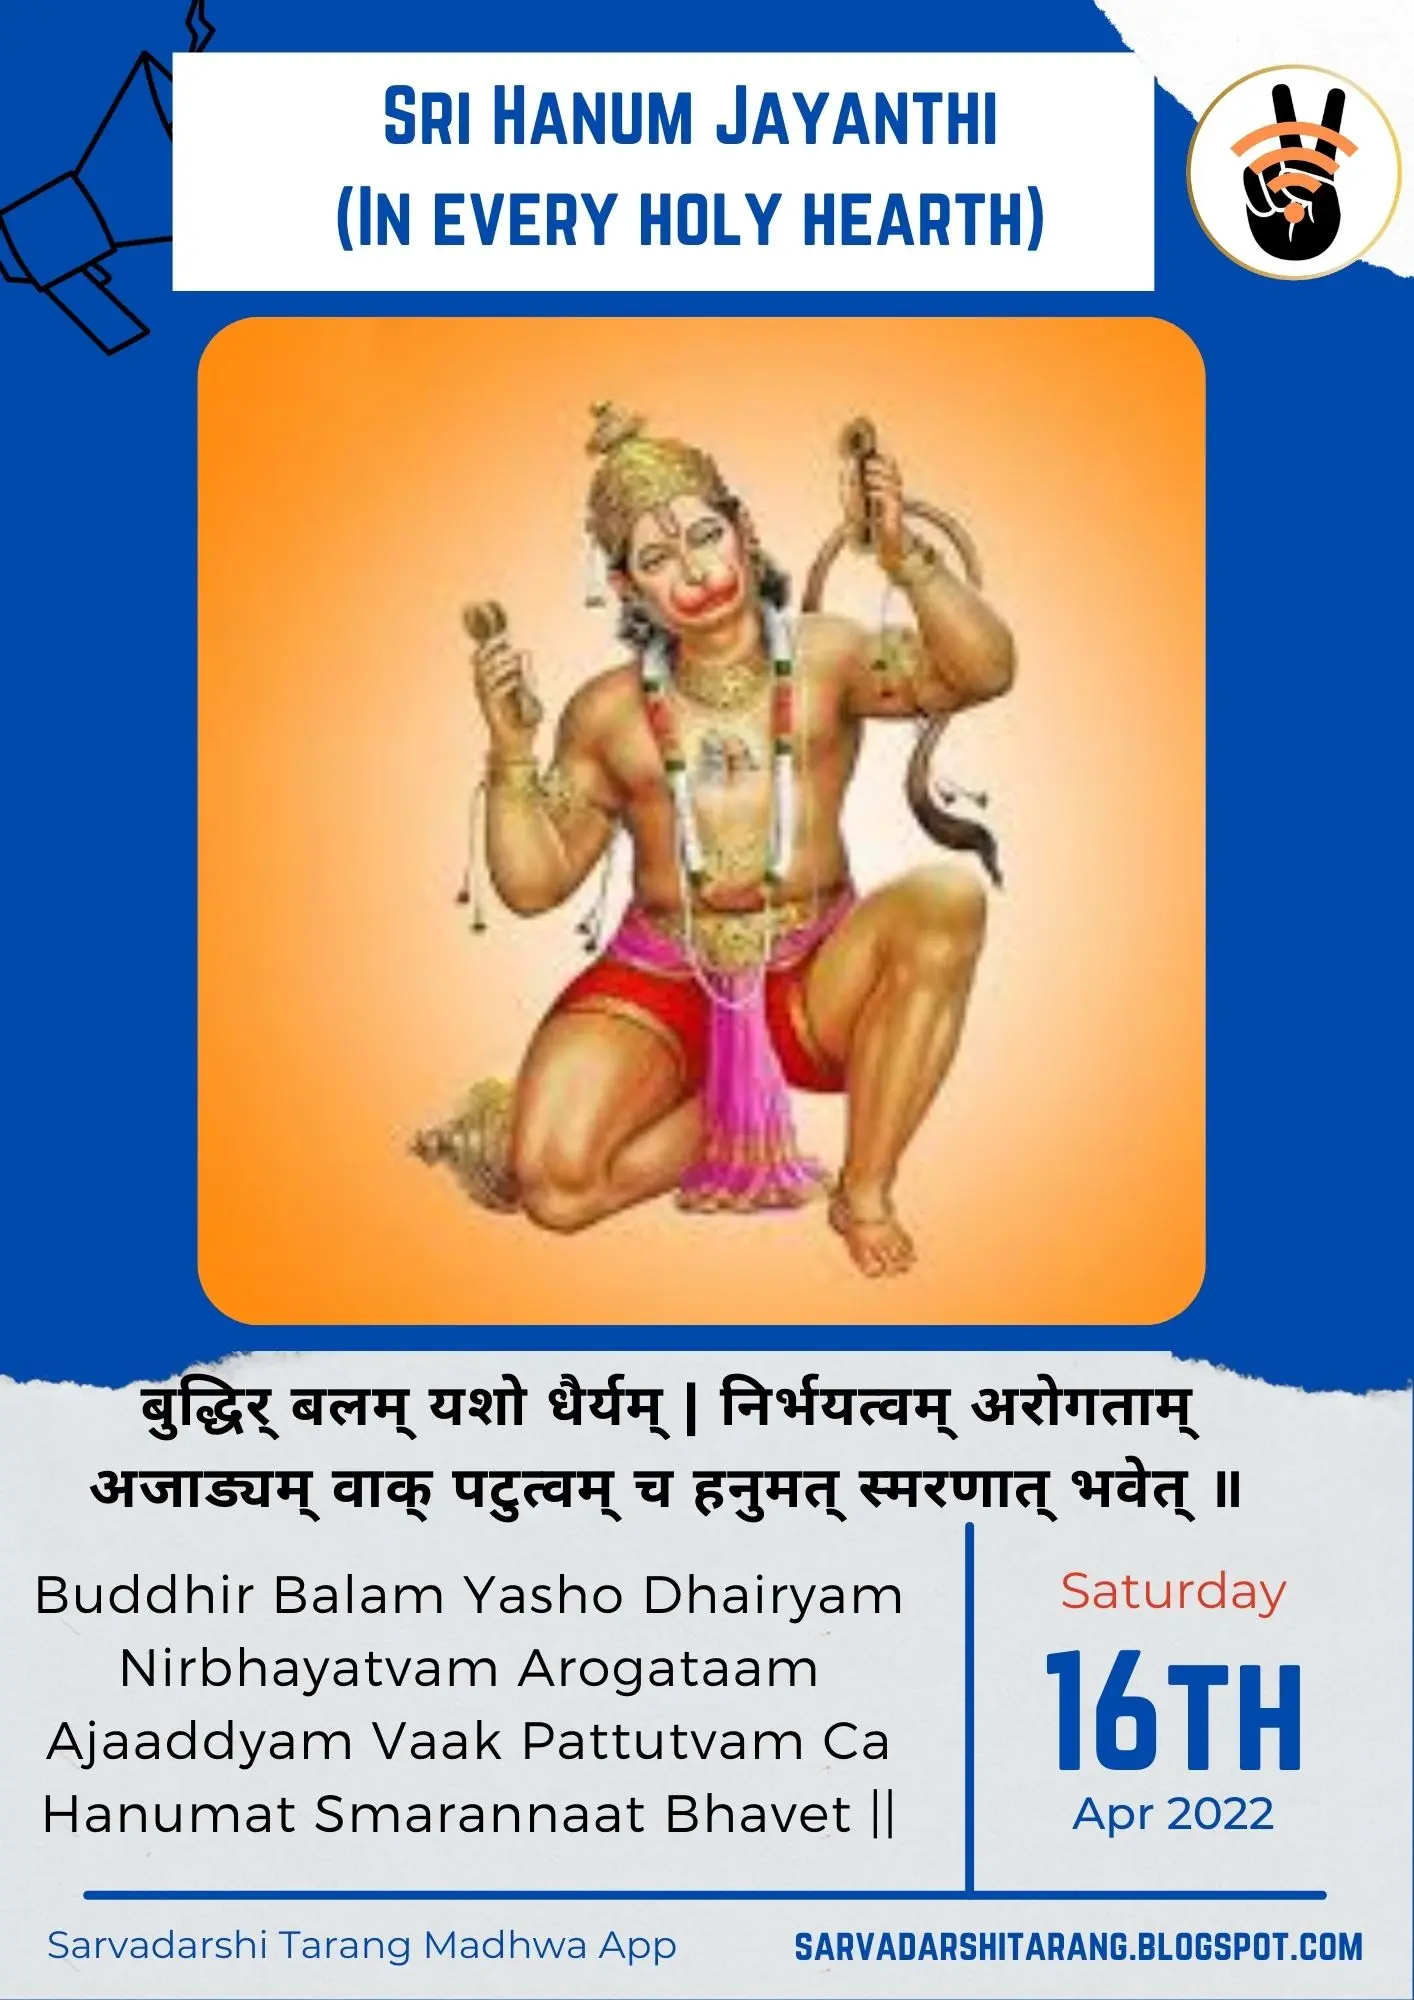 Sri Hanum Jayanthi
(In every holy hearth)
बुद्धिर् बलम् यशो धैर्यम् | निर्भयत्वम् अरोगताम्
अजाड्यम् वाक् पटुत्वम् च हनुमत् स्मरणात् भवेत् ॥
Buddhir Balam Yasho Dhairyam
Nirbhayatvam Arogataam
Ajaaddyam Vaak Pattutvam Ca
Hanumat Smarannaat Bhavet ||
Saturday
16th
Apr 2022
Sarvadarshi Tarang Madhwa App
sarvadarshitarang.blogspot.com